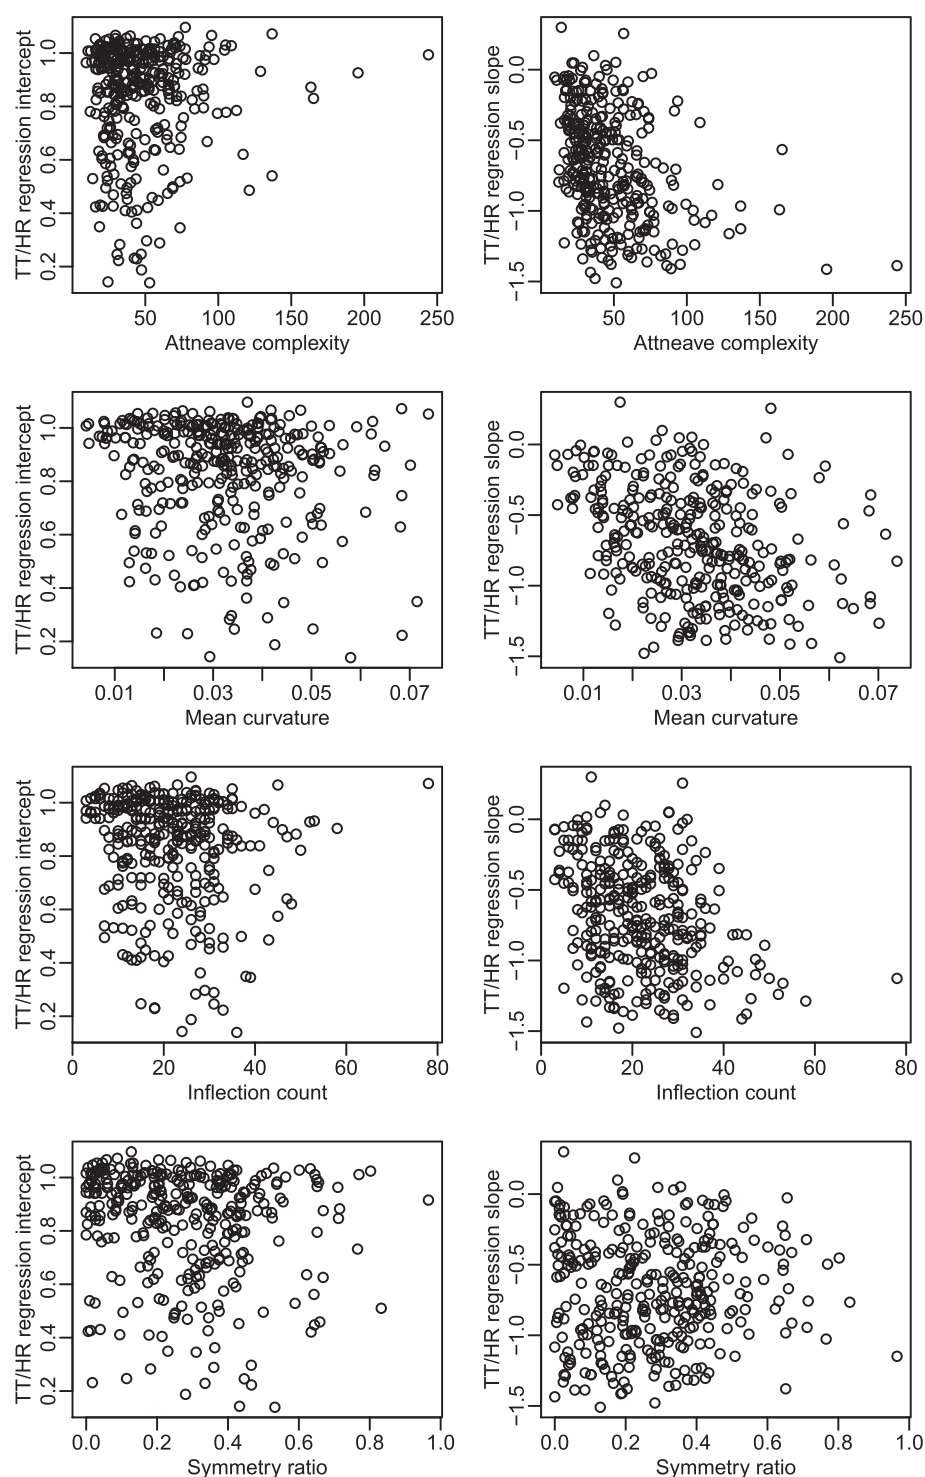 TT/HR regression intercept
0.2 0.4 0.6 0.8 1.0
50 100 150 200 250
Attneave complexity
TT/HR regression slope
−1.5 −1.0 −0.5 0.0
50 100 150 200 250
Attneave complexity
TT/HR regression intercept
0.2 0.4 0.6 0.8 1.0
0.01 0.03 0.05 0.07
Mean curvature
TT/HR regression slope
−1.5 −1.0 −0.5 0.0
0.01 0.03 0.05 0.07
Mean curvature
TT/HR regression intercept
0.2 0.4 0.6 0.8 1.0
0 20 40 60 80
Inflection count
TT/HR regression slope
−1.5 −1.0 −0.5 0.0
0 20 40 60 80
Inflection count
TT/HR regression intercept
0.2 0.4 0.6 0.8 1.0
0.0 0.2 0.4 0.6 0.8 1.0
Symmetry ratio
TT/HR regression slope
−1.5 −1.0 −0.5 0.0
0.0 0.2 0.4 0.6 0.8 1.0
Symmetry ratio